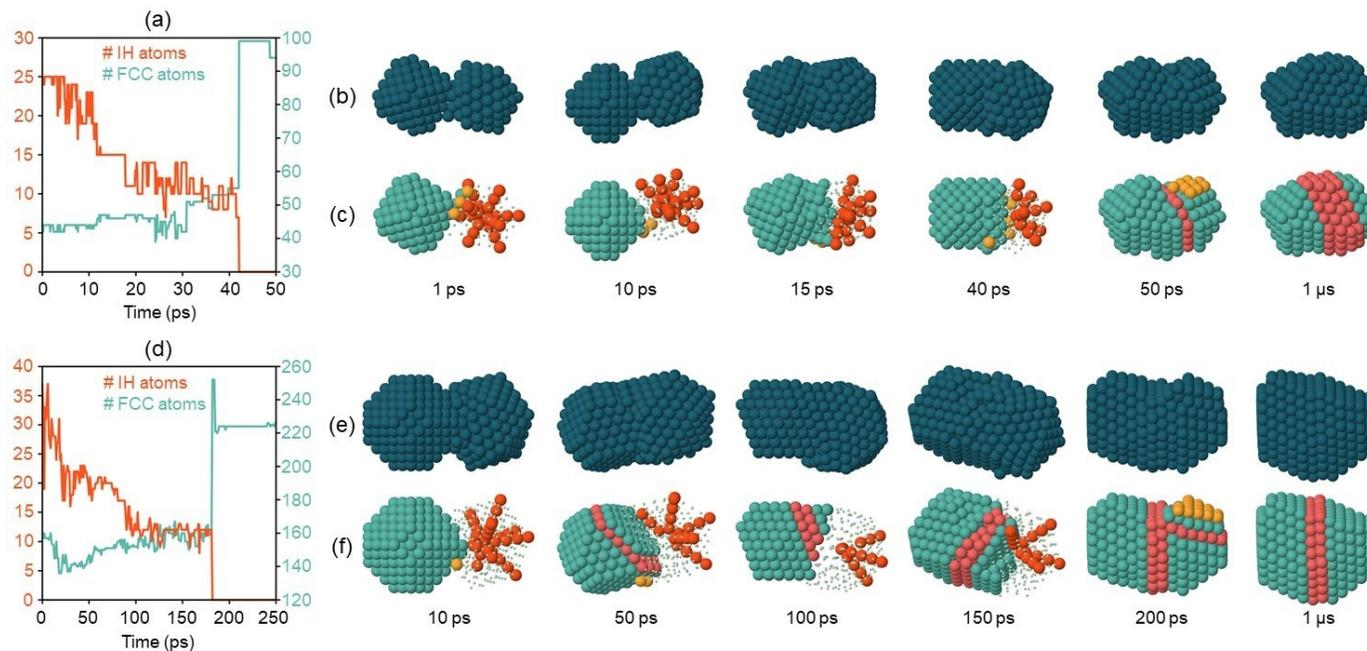 (a)
30
25
20
15
10
5
0
# IH atoms
# FCC atoms
100
90
80
70
60
50
40
30
0 10 20 30 40 50
Time (ps)
(b)
(c)
1 ps 10 ps 15 ps 40 ps 50 ps 1 µs
(d)
40
35
30
25
20
15
10
5
0
# IH atoms
# FCC atoms
260
240
220
200
180
160
140
120
0 50 100 150 200 250
Time (ps)
(e)
(f)
10 ps 50 ps 100 ps 150 ps 200 ps 1 µs